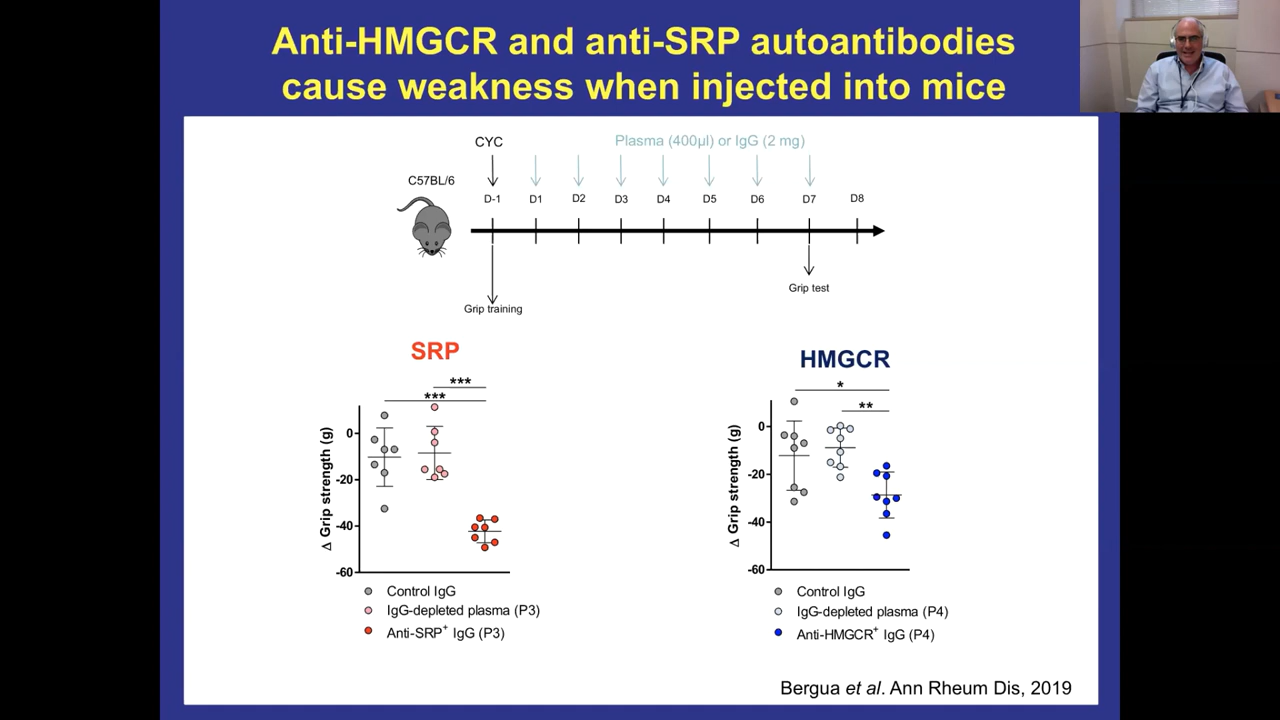 Anti-HMGCR and anti-SRP autoantibodies
cause weakness when injected into mice
CYC
Plasma (400µl) or IgG (2 mg)
C57BL/6
D-1 D1 D2 D3 D4 D5 D6 D7 D8
Grip test
Grip training
SRP
***
***
Δ Grip strength (g)
0
-20
-40
-60
Control IgG
IgG-depleted plasma (P3)
Anti-SRP+ IgG (P3)
HMGCR
*
**
Δ Grip strength (g)
0
-20
-40
-60
Control IgG
IgG-depleted plasma (P4)
Anti-HMGCR+ IgG (P4)
Bergua et al. Ann Rheum Dis, 2019